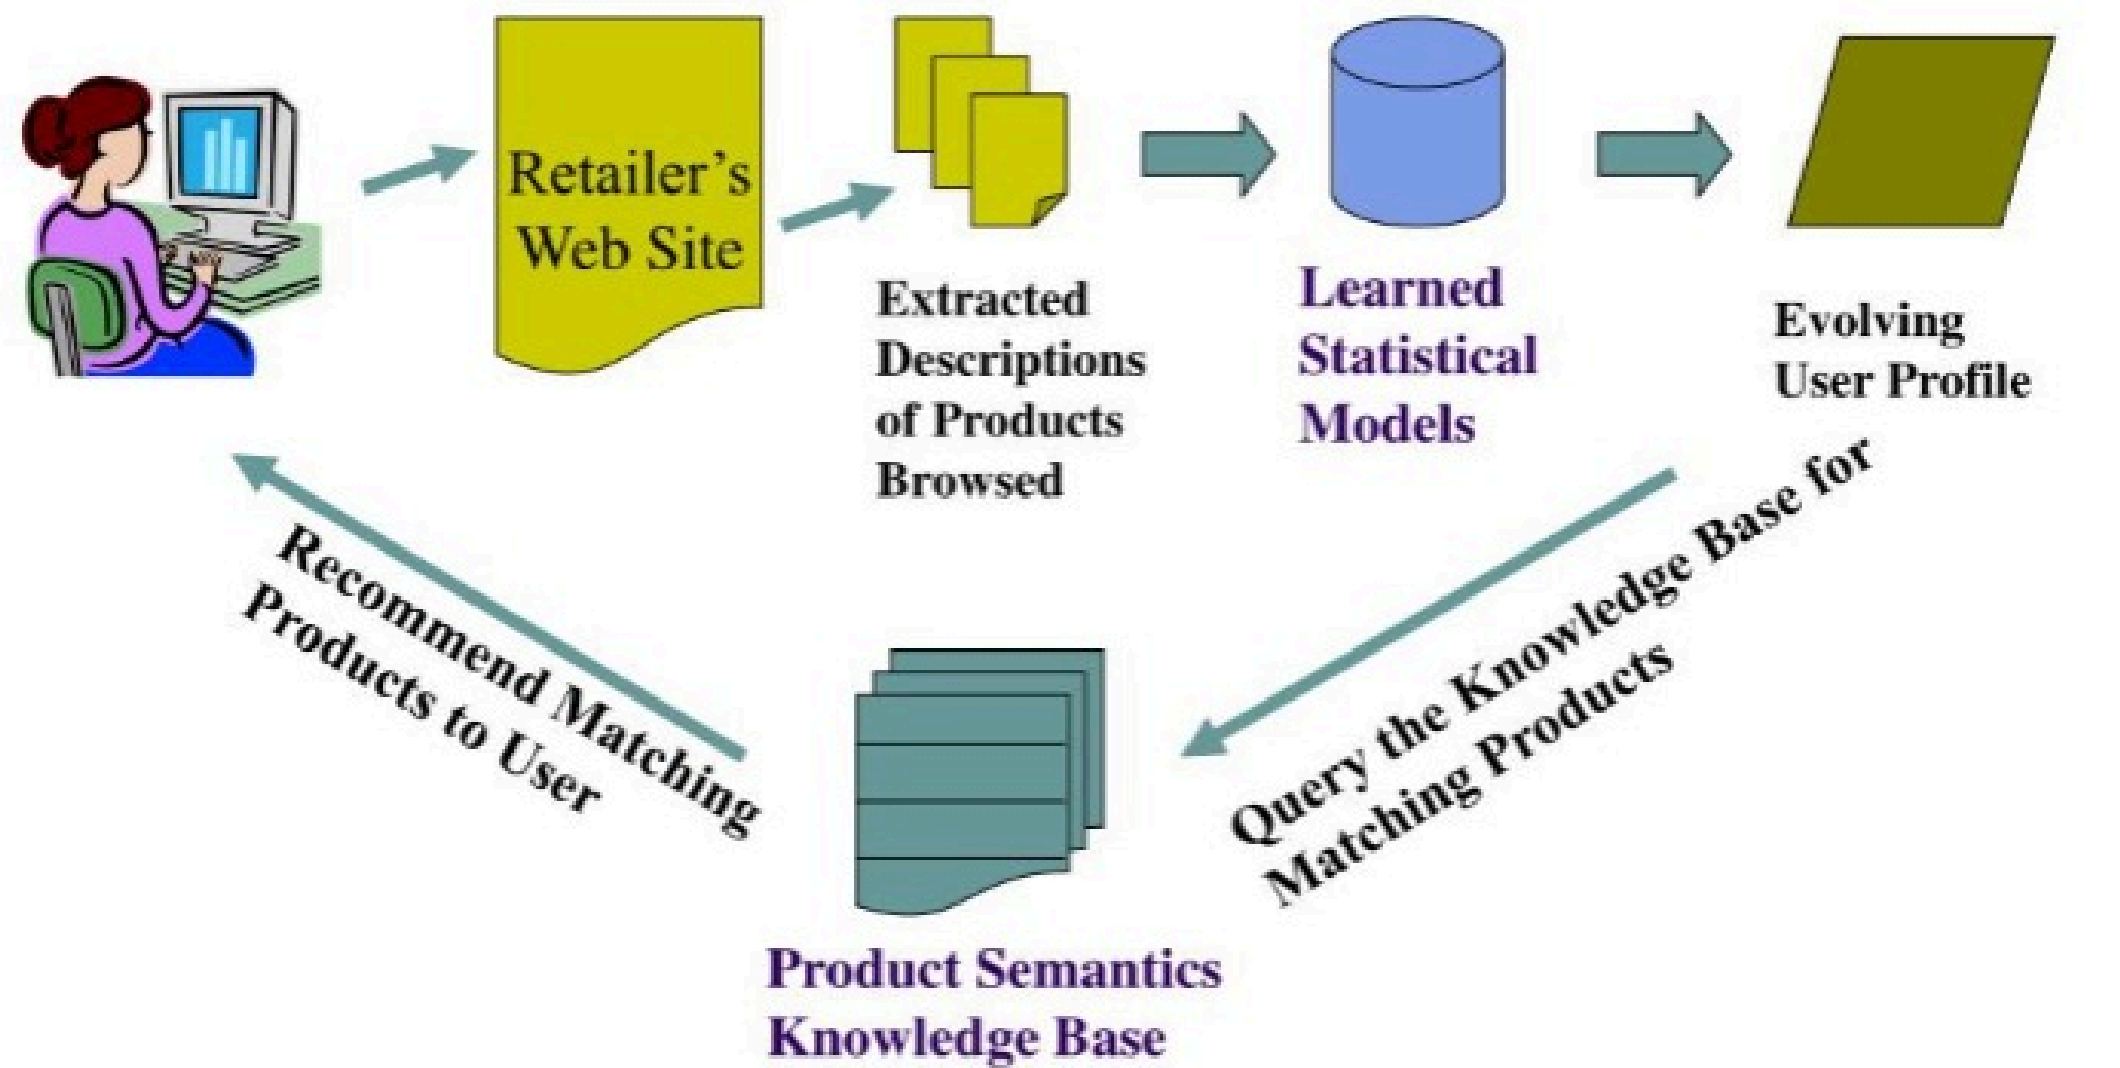 Retailer's
Web Site
Extracted
Descriptions
of Products
Browsed
Learned
Statistical
Models
Evolving
User Profile
Recommend Matching
Products to User
Query the Knowledge Base for
Matching Products
Product Semantics
Knowledge Base